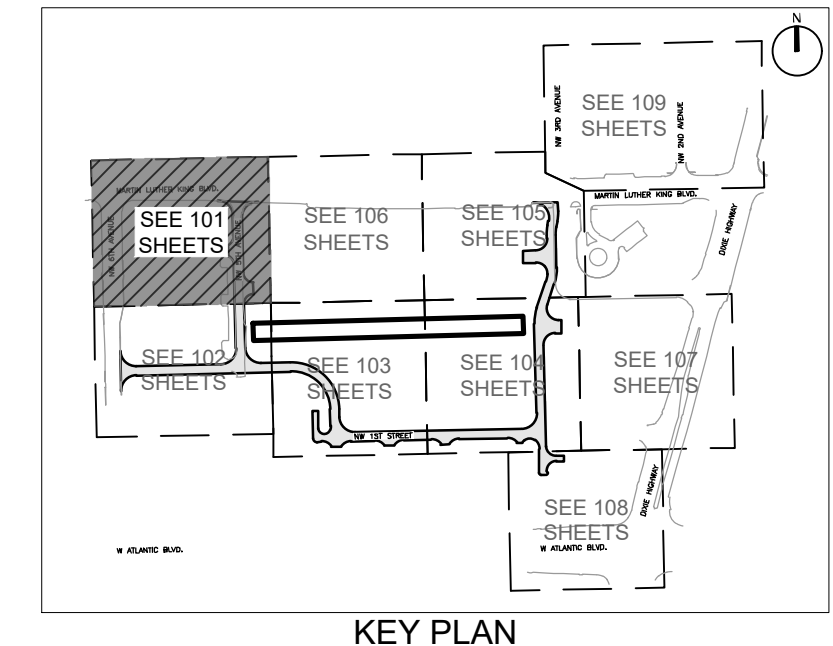 N
SEE 109
SHEETS
NW 3RD AVENUE
NW 2ND AVENUE
MARTIN LUTHER KING BLVD.
MARTIN LUTHER KING BLVD.
SEE 101
SHEETS
NW 6TH AVENUE
NW 5TH AVENUE
SEE 106
SHEETS
SEE 105
SHEETS
DIXIE HIGHWAY
SEE 102
SHEETS
SEE 103
SHEETS
SEE 104
SHEETS
SEE 107
SHEETS
NW 1ST STREET
SEE 108
SHEETS
DIXIE HIGHWAY
W ATLANTIC BLVD.
W ATLANTIC BLVD.
KEY PLAN